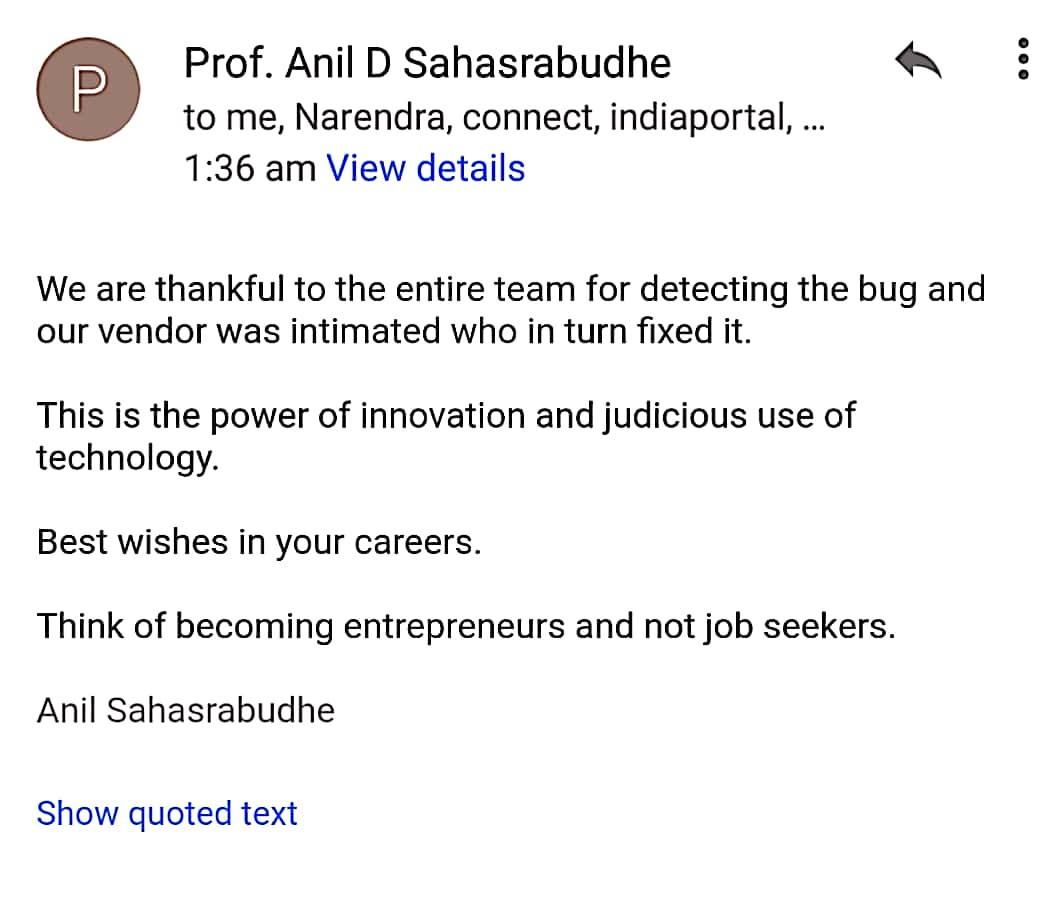 P
Prof. Anil D Sahasrabudhe
to me, Narendra, connect, indiaportal, ...
1:36 am View details
We are thankful to the entire team for detecting the bug and
our vendor was intimated who in turn fixed it.
This is the power of innovation and judicious use of
technology.
Best wishes in your careers.
Think of becoming entrepreneurs and not job seekers.
Anil Sahasrabudhe
Show quoted text